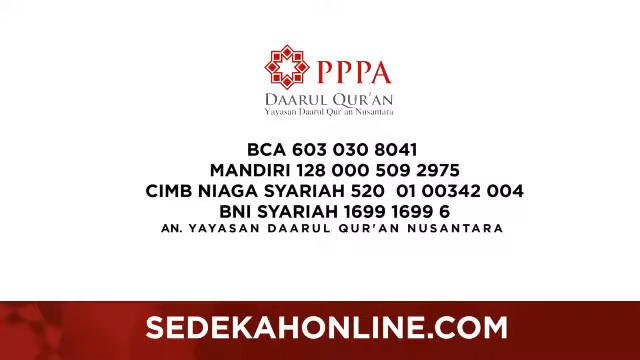 PPPA
DAARUL QUR'AN
Yayasan Daarul Qur'an Nusantara
BCA 603 030 8041
MANDIRI 128 000 509 2975
CIMB NIAGA SYARIAH 520 01 00342 004
BNI SYARIAH 1699 1699 6
AN. YAYASAN DAARUL QUR'AN NUSANTARA
SEDEKAHONLINE.COM